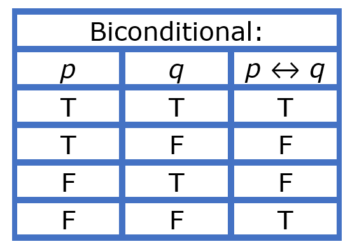 Biconditional:
p q p ↔ q
T T T
T F F
F T F
F F T